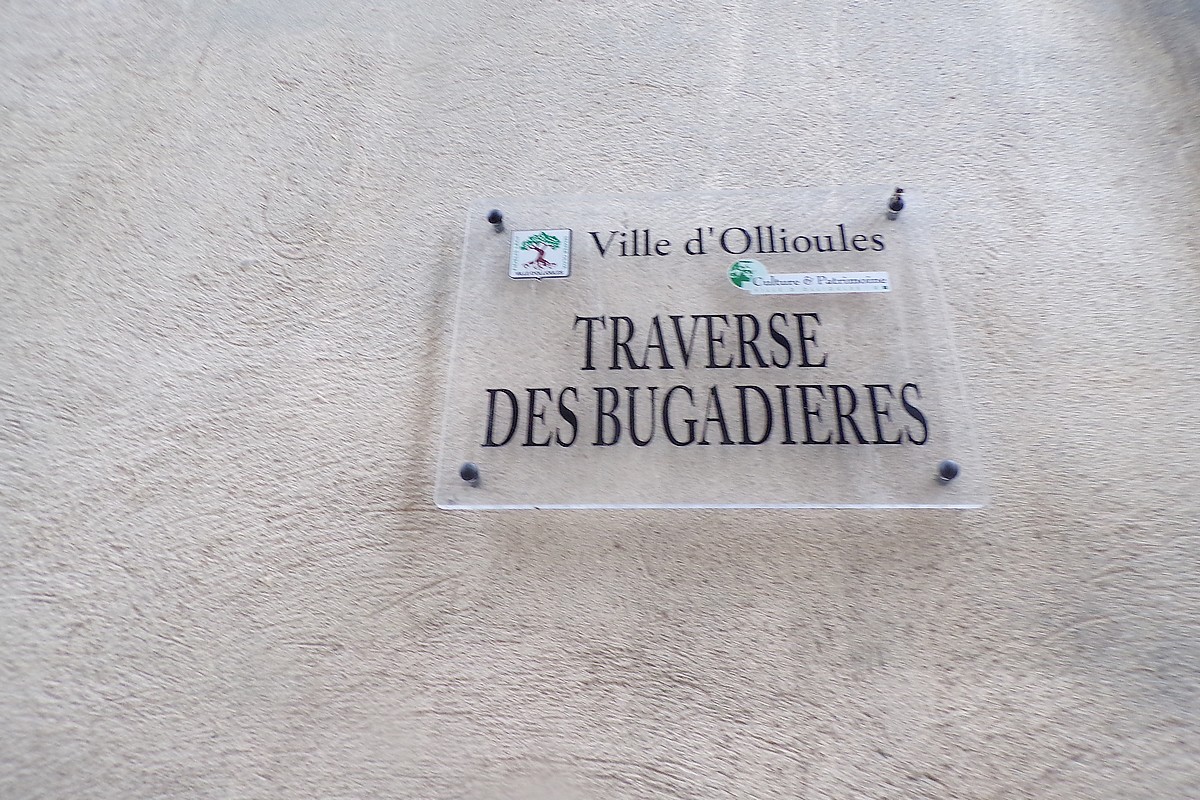 Ville d'Ollioules
Culture & Patrimoine
TRAVERSE
DES BUGADIERES